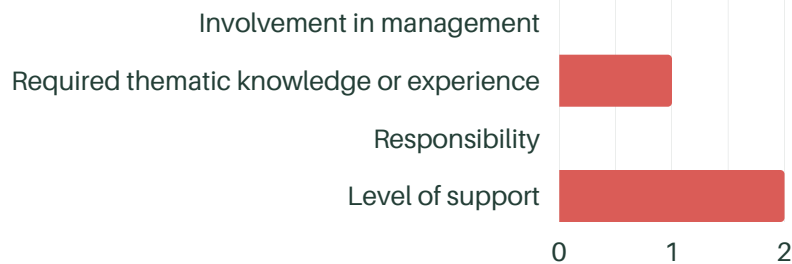 Involvement in management
Required thematic knowledge or experience
Responsibility
Level of support
0 1 2